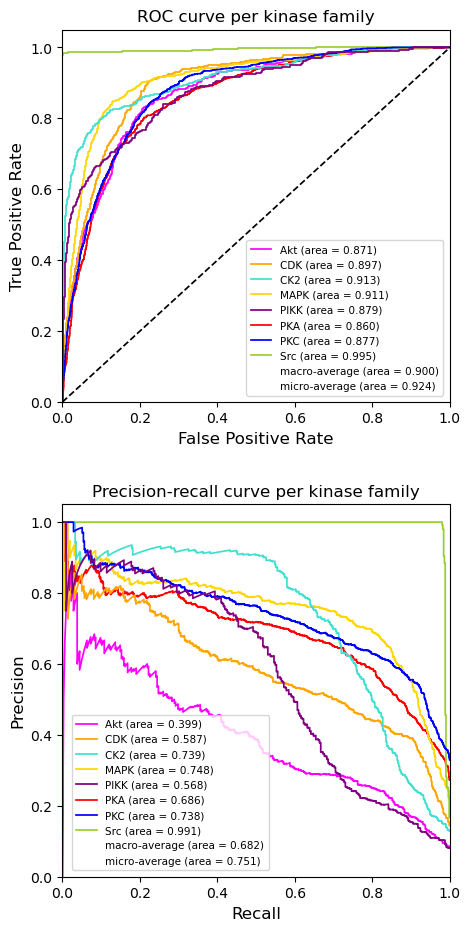 ROC curve per kinase family
True Positive Rate
1.0
0.8
0.6
0.4
0.2
0.0
Akt (area = 0.871)
CDK (area = 0.897)
CK2 (area = 0.913)
MAPK (area = 0.911)
PIKK (area = 0.879)
PKA (area = 0.860)
PKC (area = 0.877)
Src (area = 0.995)
macro-average (area = 0.900)
micro-average (area = 0.924)
0.0 0.2 0.4 0.6 0.8 1.0
False Positive Rate
Precision-recall curve per kinase family
Precision
1.0
0.8
0.6
0.4
0.2
0.0
Akt (area = 0.399)
CDK (area = 0.587)
CK2 (area = 0.739)
MAPK (area = 0.748)
PIKK (area = 0.568)
PKA (area = 0.686)
PKC (area = 0.738)
Src (area = 0.991)
macro-average (area = 0.682)
micro-average (area = 0.751)
0.0 0.2 0.4 0.6 0.8 1.0
Recall